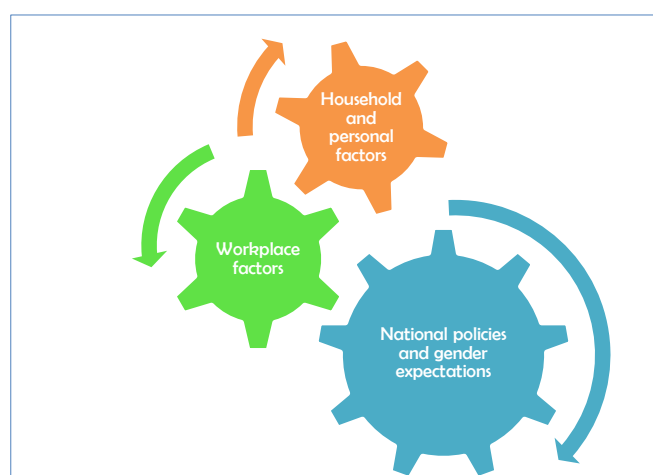 Household
and
personal
factors
Workplace
factors
National policies
and gender
expectations